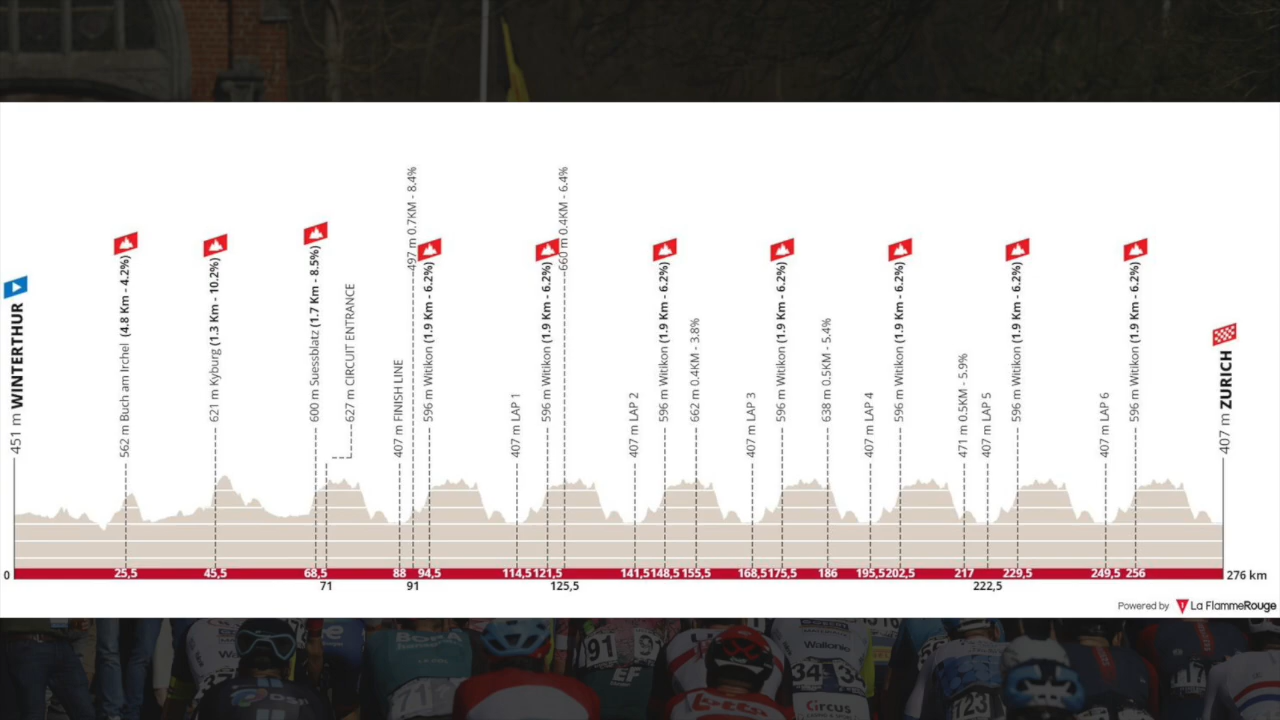 451 m WINTERTHUR
562 m Buch am Irchel (4.8 Km - 4.2%)
621 m Kyburg (1.3 Km - 10.2%)
600 m Suessblatz (1.7 Km - 8.5%)
627 m CIRCUIT ENTRANCE
407 m FINISH LINE
497 m 0.7KM - 8.4%
596 m Witikon (1.9 Km - 6.2%)
407 m LAP 1
596 m Witikon (1.9 Km - 6.2%)
660 m 0.4KM - 6.4%
407 m LAP 2
596 m Witikon (1.9 Km - 6.2%)
662 m 0.4KM - 3.8%
407 m LAP 3
596 m Witikon (1.9 Km - 6.2%)
638 m 0.5KM - 5.4%
407 m LAP 4
596 m Witikon (1.9 Km - 6.2%)
471 m 0.5KM - 5.9%
407 m LAP 5
596 m Witikon (1.9 Km - 6.2%)
407 m LAP 6
596 m Witikon (1.9 Km - 6.2%)
407 m ZURICH
0 25,5 45,5 68,5 88 94,5 114,5 121,5 141,5 148,5 155,5 168,5 175,5 186 195,5 202,5 217 229,5 249,5 256 276 km
71 91 125,5 222,5
Powered by La FlammeRouge
BORA
91 9
EF
Wallonie
34 3
Circus
123